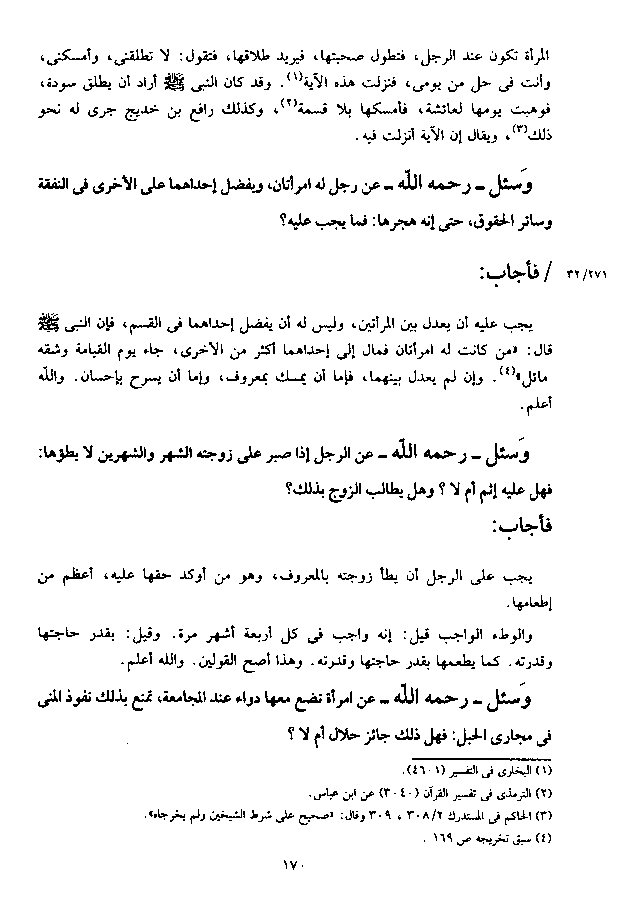 المرأة تكون عند الرجل، فتطول صحبتها، فيريد طلاقها، فتقول: لا تطلقنى، وأمسكنى،
وأنت فى حل من يومى، فنزلت هذه الآية(١). وقد كان النبى ﷺ أراد أن يطلق سودة،
فوهبت يومها لعائشة، فأمسكها بلا قسمة(٢)، وكذلك رافع بن خديج جرى له نحو
ذلك(٣)، ويقال إن الآية أنزلت فيه.
وَسئل ـ رحمه اللّه ـ عن رجل له امرأتان، ويفضل إحداهما على الأخرى فى النفقة
وسائر الحقوق، حتى إنه هجرها: فما يجب عليه؟
٣٢/٢٧١ / فأجاب:
يجب عليه أن يعدل بين المرأتين، وليس له أن يفضل إحداهما فى القسم، فإن النبى ﷺ
قال: «من كانت له امرأتان فمال إلى إحداهما أكثر من الأخرى، جاء يوم القيامة وشقه
مائل»(٤). وإن لم يعدل بينهما، فإما أن يمسك بمعروف، وإما أن يسرح بإحسان. واللّه
أعلم.
وَسئل ـ رحمه اللّه ـ عن الرجل إذا صبر على زوجته الشهر والشهرين لا يطؤها:
فهل عليه إثم أم لا ؟ وهل يطالب الزوج بذلك؟
فأجاب:
يجب على الرجل أن يطأ زوجته بالمعروف، وهو من أوكد حقها عليه، أعظم من
إطعامها.
والوطء الواجب قيل: إنه واجب فى كل أربعة أشهر مرة. وقيل: بقدر حاجتها
وقدرته. كما يطعمها بقدر حاجتها وقدرته. وهذا أصح القولين. والله أعلم.
وَسئل ـ رحمه اللّه ـ عن امرأة تضع معها دواء عند المجامعة، تمنع بذلك نفوذ المنى
فى مجارى الحبل: فهل ذلك جائز حلال أم لا ؟
(١) البخارى فى التفسير (٤٦٠١).
(٢) الترمذى فى تفسير القرآن (٣٠٤٠) عن ابن عباس.
(٣) الحاكم فى المستدرك ٣٠٨/٢ ، ٣٠٩ وقال: «صحيح على شرط الشيخين ولم يخرجاه».
(٤) سبق تخريجه ص ١٦٩ .
١٧٠